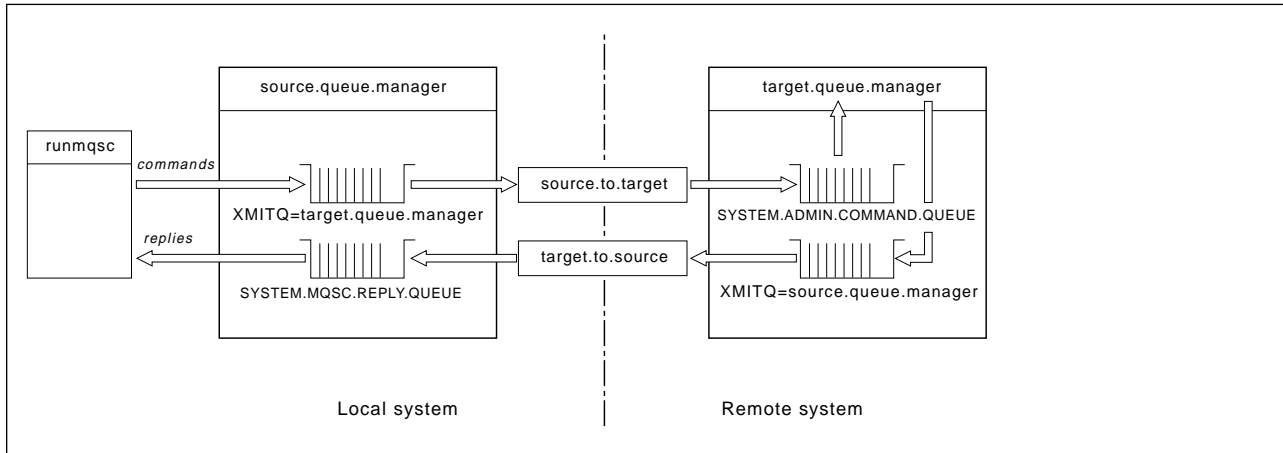 source.queue.manager
target.queue.manager
runmqsc
commands
source.to.target
XMITQ=target.queue.manager
SYSTEM.ADMIN.COMMAND.QUEUE
replies
target.to.source
SYSTEM.MQSC.REPLY.QUEUE
XMITQ=source.queue.manager
Local system
Remote system